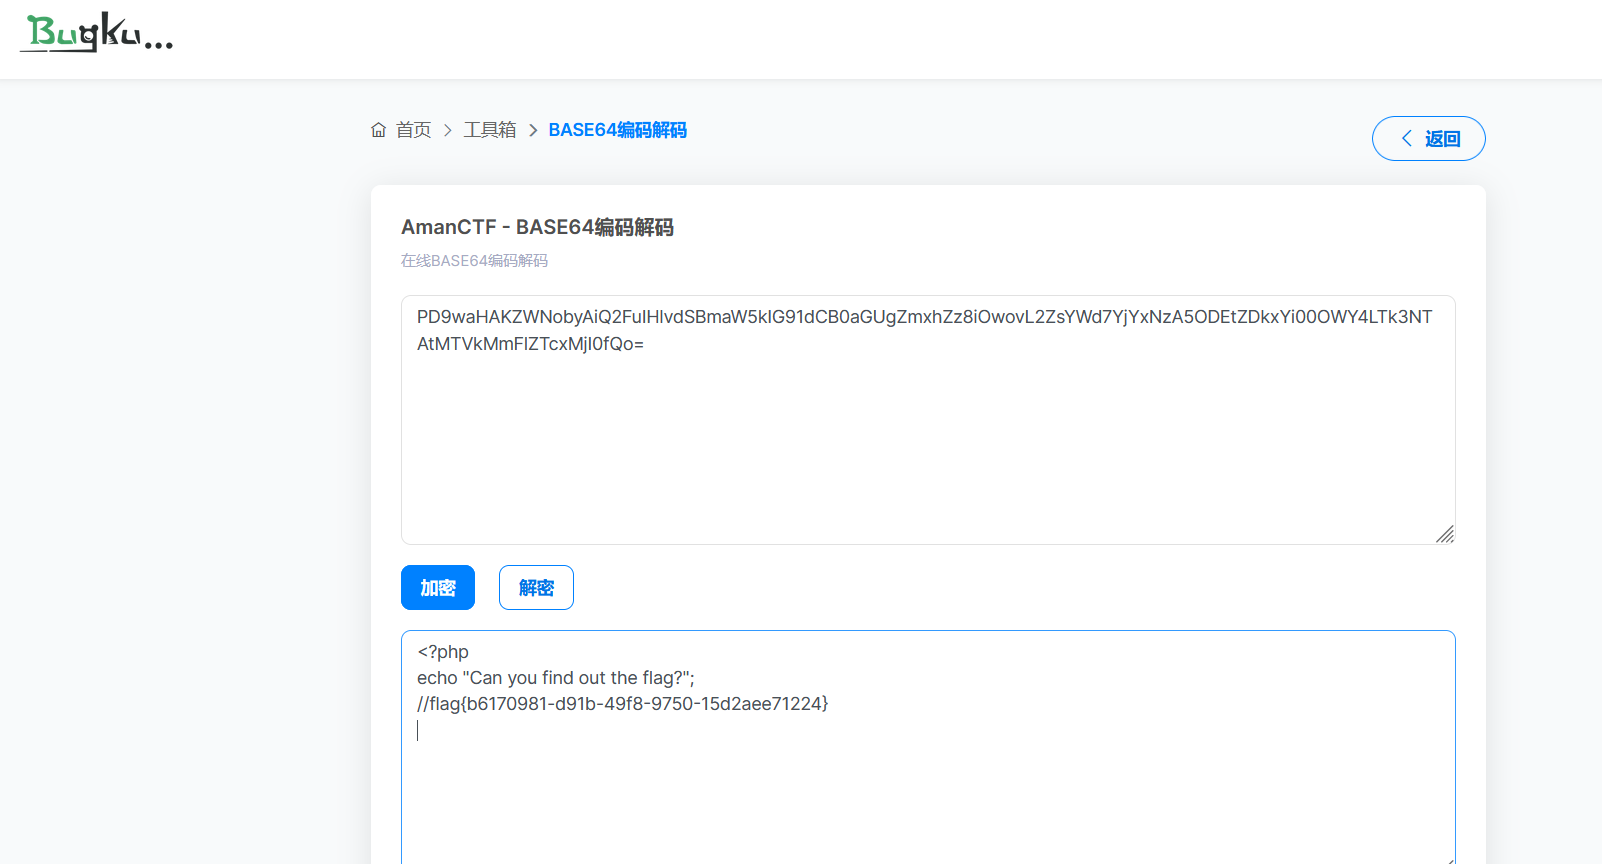 Bugku...
首页 > 工具箱 > BASE64编码解码
返回
AmanCTF - BASE64编码解码
在线BASE64编码解码
PD9waHAKZWNobyAiQ2FuIHlvdSBmaW5kIG91dCB0aGUgZmxhZz8iOwovL2ZsYWd7YjYxNzA5ODEtZDkxYi00OWY4LTk3NT
AtMTVkMmFlZTcxMjI0fQo=
加密
解密
<?php
echo "Can you find out the flag?";
//flag{b6170981-d91b-49f8-9750-15d2aee71224}